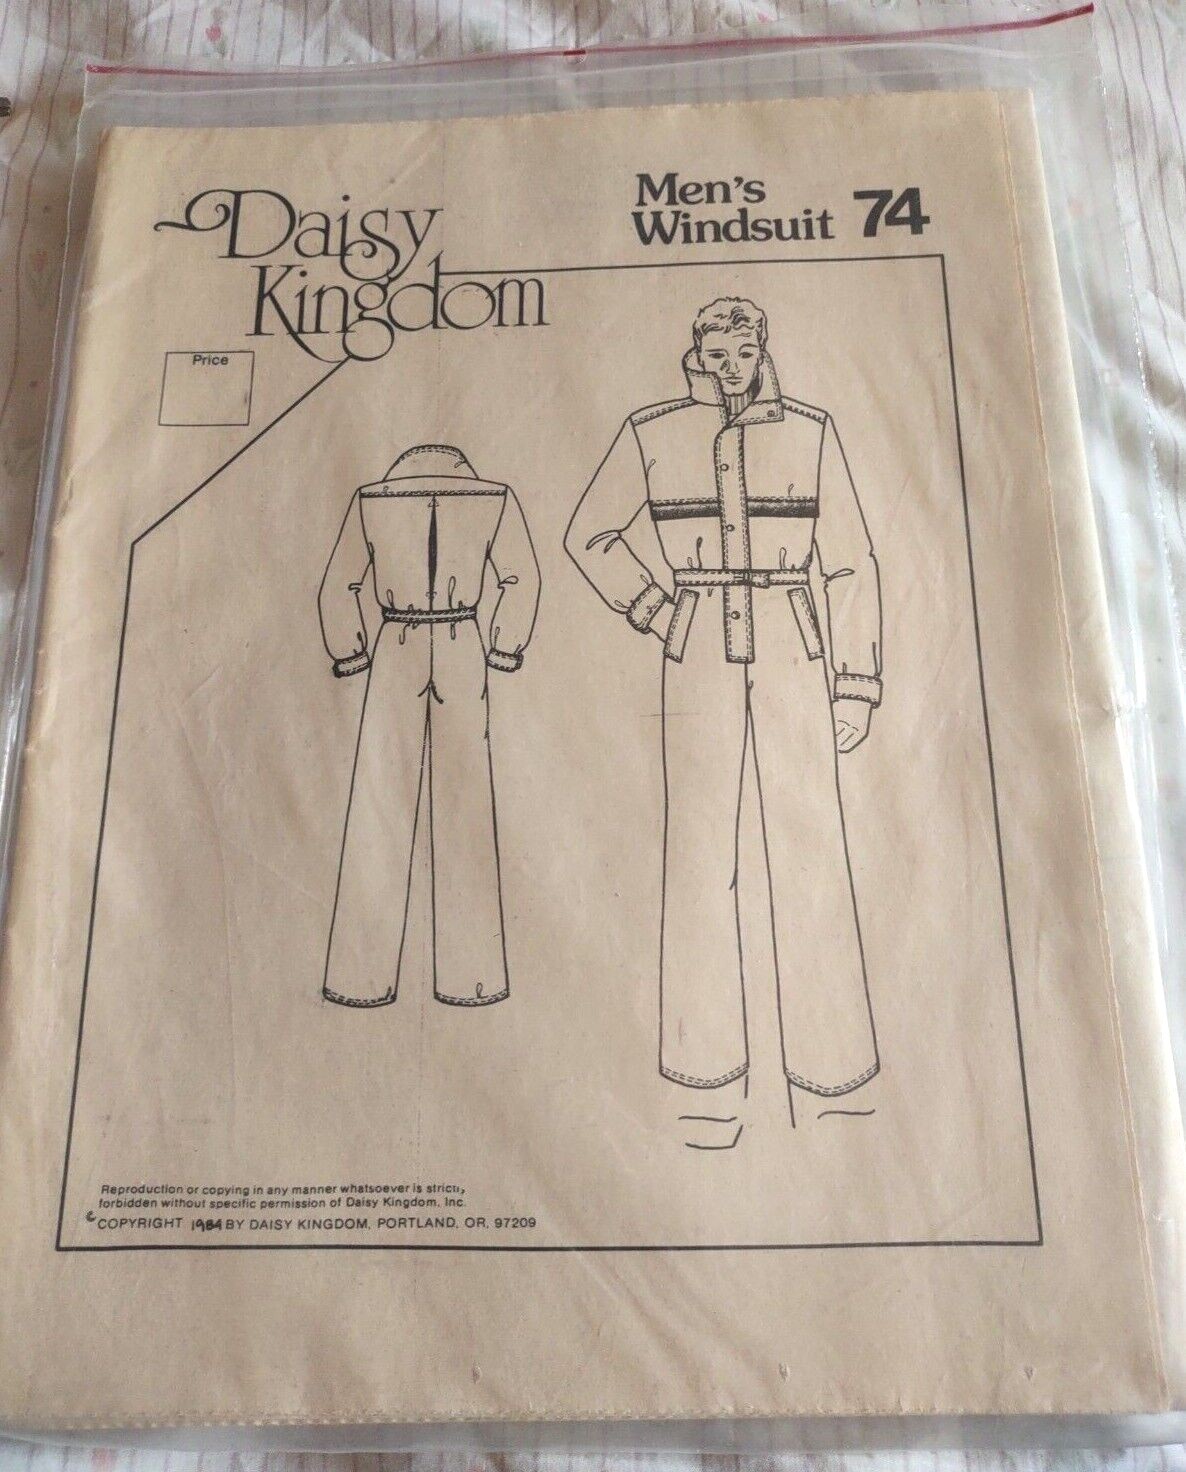 Daisy
Kingdom
Men's
Windsuit 74
Price
Reproduction or copying in any manner whatsoever is
forbidden without specific permission of Daisy Kingdom, Inc.
© COPYRIGHT 1984 BY DAISY KINGDOM, PORTLAND, OR, 97209